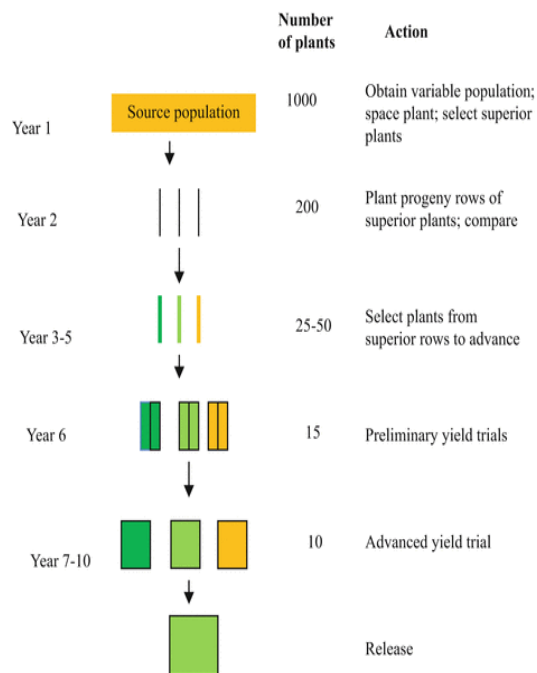 Number
of plants
Action
Year 1
Source population
1000
Obtain variable population;
space plant; select superior
plants
Year 2
200
Plant progeny rows of
superior plants; compare
Year 3-5
25-50
Select plants from
superior rows to advance
Year 6
15
Preliminary yield trials
Year 7-10
10
Advanced yield trial
Release